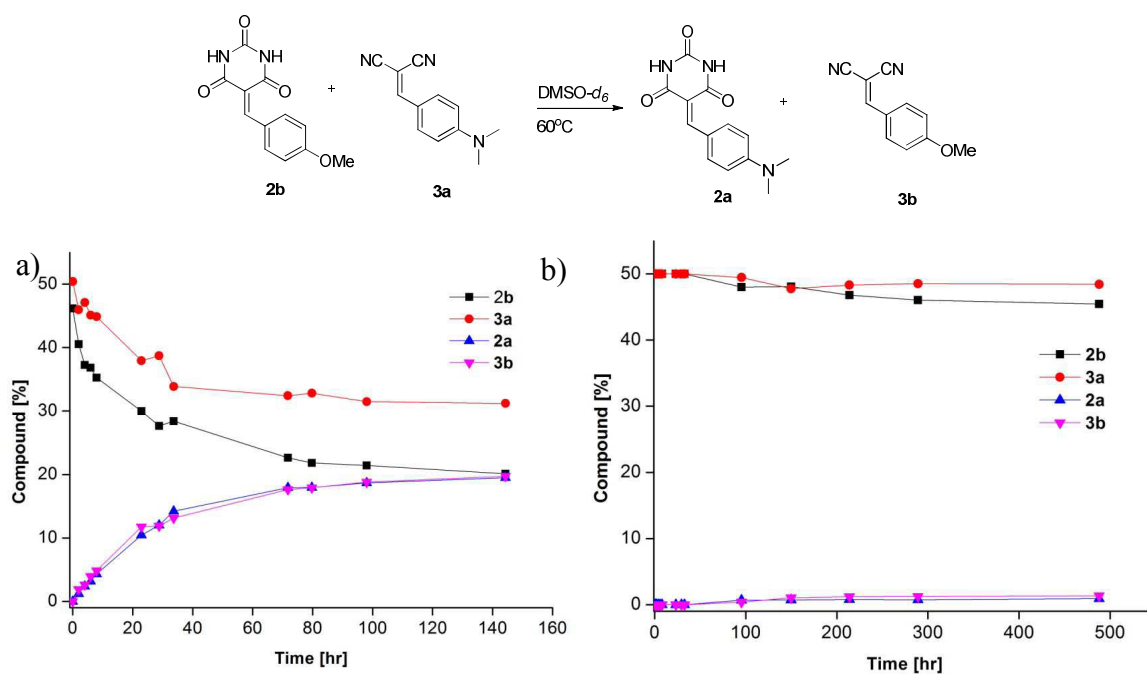 O
HN NH
O O
OMe
2b
+
NC CN
N
3a
DMSO-d6
60°C
O
HN NH
O O
N
2a
+
NC CN
OMe
3b
a)
Compound [%]
50
40
30
20
10
0
0 20 40 60 80 100 120 140 160
Time [hr]
2b
3a
2a
3b
b)
Compound [%]
50
40
30
20
10
0
0 100 200 300 400 500
Time [hr]
2b
3a
2a
3b